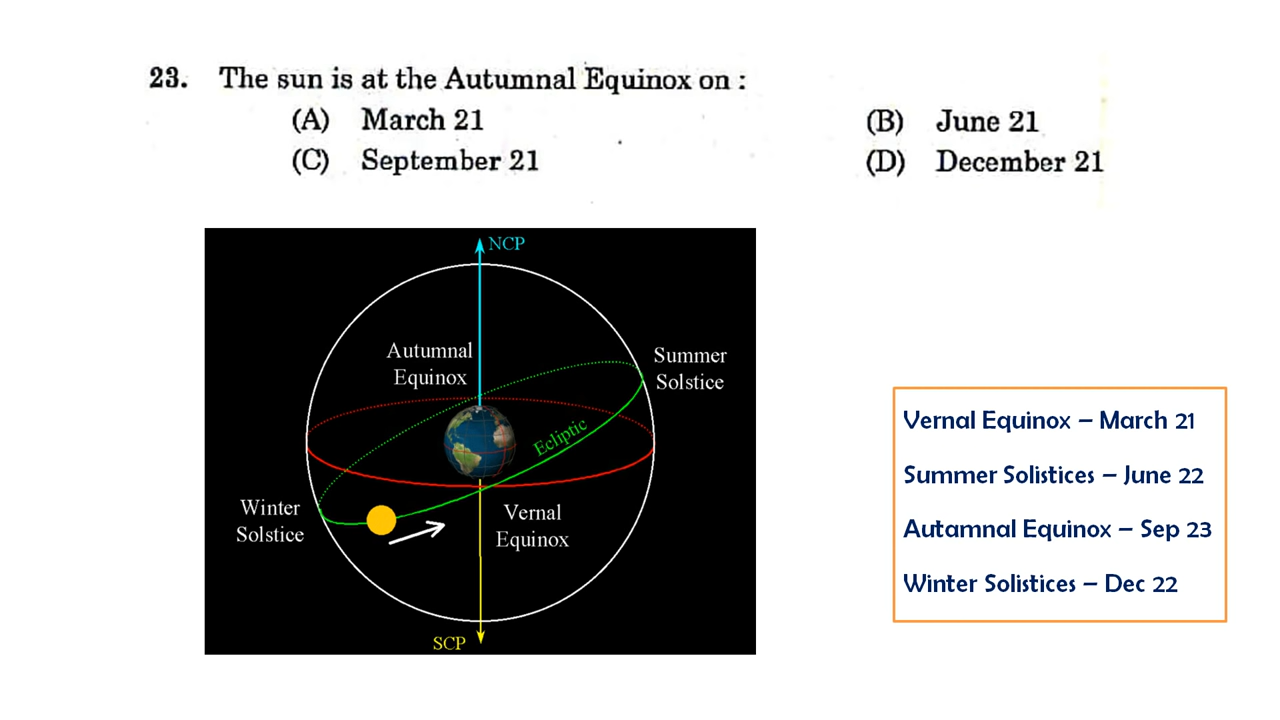 23. The sun is at the Autumnal Equinox on :
(A) March 21 (B) June 21
(C) September 21 (D) December 21
NCP
Autumnal
Equinox
Summer
Solstice
Ecliptic
Winter
Solstice
Vernal
Equinox
SCP
Vernal Equinox – March 21
Summer Solistices – June 22
Autamnal Equinox – Sep 23
Winter Solistices – Dec 22